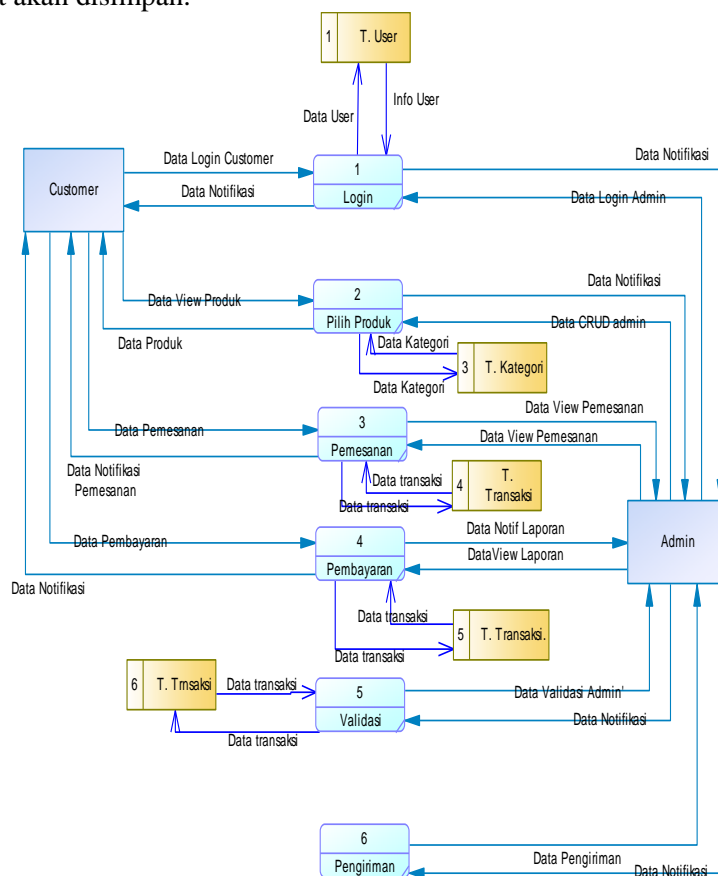 akan disimpan.
1 T. User
Info User
Data User
Data Login Customer
Data Notifikasi
1
Login
Customer
Data Notifikasi
Data Login Admin
2
Pilih Produk
Data View Produk
Data Produk
Data Notifikasi
Data CRUD admin
Data Kategori
Data Kategori
3 T. Kategori
3
Pemesanan
Data Pemesanan
Data Notifikasi
Pemesanan
Data View Pemesanan
Data View Pemesanan
Data transaksi
Data transaksi
4 T.
Transaksi
4
Pembayaran
Data Pembayaran
Data Notifikasi
Data Notif Laporan
DataView Laporan
Admin
Data transaksi
Data transaksi
5 T. Transaksi.
6 T. Trnsaksi
Data transaksi
Data transaksi
5
Validasi
Data Validasi Admin'
Data Notifikasi
6
Pengiriman
Data Pengiriman
Data Notifikasi